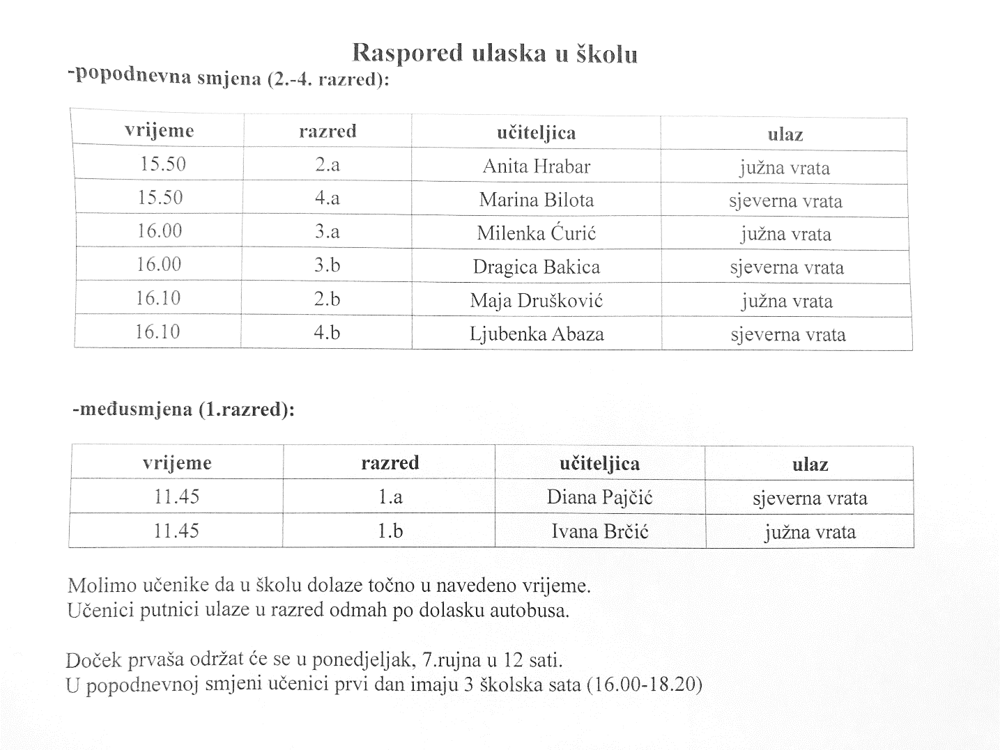 Raspored ulaska u školu
-popodnevna smjena (2.-4. razred):
vrijeme razred učiteljica ulaz
15.50 2.a Anita Hrabar južna vrata
15.50 4.a Marina Bilota sjeverna vrata
16.00 3.a Milenka Ćurić južna vrata
16.00 3.b Dragica Bakica sjeverna vrata
16.10 2.b Maja Drušković južna vrata
16.10 4.b Ljubenka Abaza sjeverna vrata
-međusmjena (1.razred):
vrijeme razred učiteljica ulaz
11.45 1.a Diana Pajčić sjeverna vrata
11.45 1.b Ivana Brčić južna vrata
Molimo učenike da u školu dolaze točno u navedeno vrijeme.
Učenici putnici ulaze u razred odmah po dolasku autobusa.
Doček prvaša održat će se u ponedjeljak, 7.rujna u 12 sati.
U popodnevnoj smjeni učenici prvi dan imaju 3 školska sata (16.00-18.20)